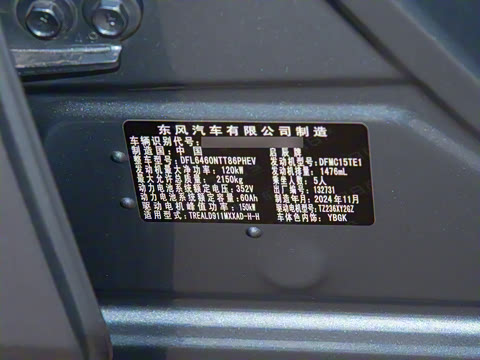 东风汽车有限公司制造
车辆识别代号:
制造国:中 国 启辰牌
整车型号:DFL6460NTT86PHEV 发动机型号:DFMC15TE1
发动机最大净功率:120kW 发动机排量:1476mL
最大允许总质量:2150kg 乘坐人数:5人
动力电池系统额定电压:352V 出厂编号:132731
动力电池系统额定容量:60Ah 制造年月:2024年11月
驱动电机峰值功率:150kW 驱动电机型号:TZ236XY2GZ
适用型式:TREALD911WXXAD-H-H 车体色内饰:YBGK